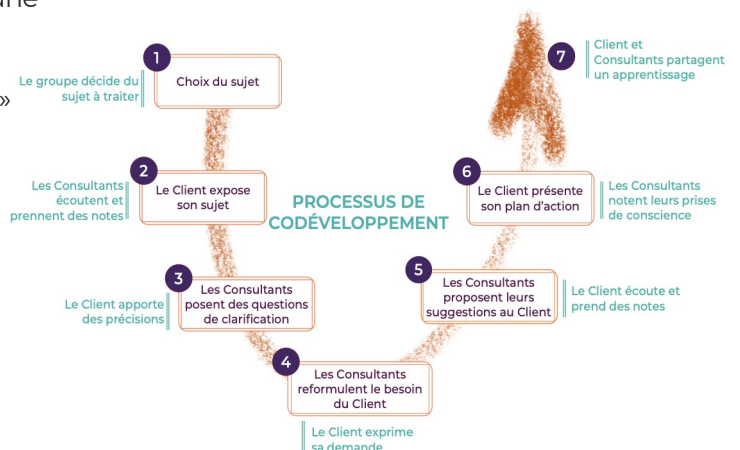 1
Choix du sujet
Le groupe décide du
sujet à traiter
»
2
Le Client expose
son sujet
Les Consultants
écoutent et
prennent des notes
PROCESSUS DE
CODÉVELOPPEMENT
3
Les Consultants
posent des questions
de clarification
Le Client apporte
des précisions
4
Les Consultants
reformulent le besoin
du Client
Le Client exprime
sa demande
5
Les Consultants
proposent leurs
suggestions au Client
Le Client écoute et
prend des notes
6
Le Client présente
son plan d'action
Les Consultants
notent leurs prises
de conscience
7
Client et
Consultants partagent
un apprentissage